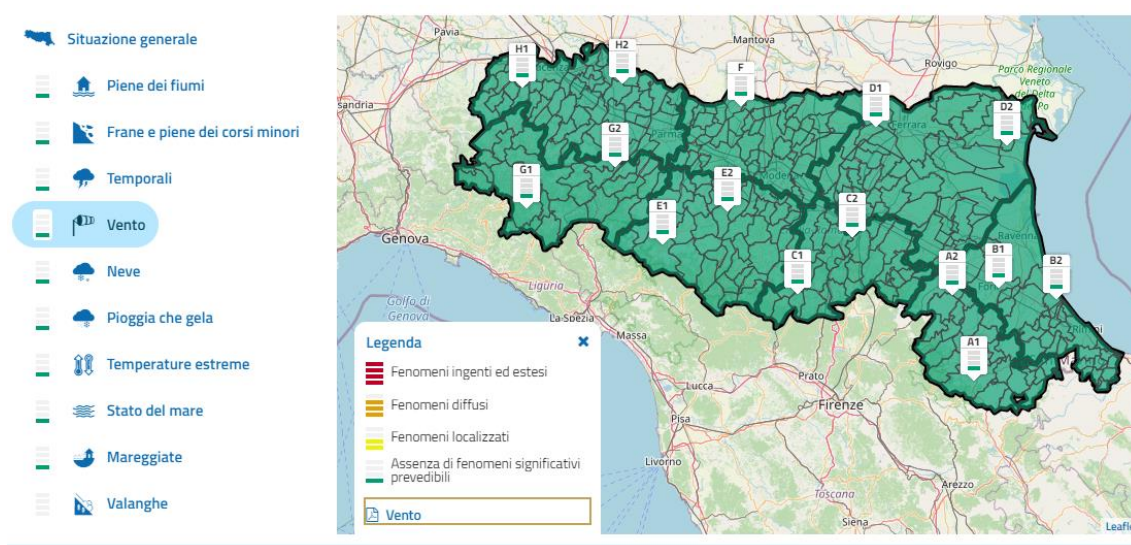 Situazione generale
Piene dei fiumi
Frane e piene dei corsi minori
Temporali
Vento
Neve
Pioggia che gela
Temperature estreme
Stato del mare
Mareggiate
Valanghe
Pavia
Mantova
Rovigo
Parco Regionale
Veneto
del Delta
Po
H1
H2
F
D1
D2
sandria
Parma
Ferrara
G2
G1
E2
E1
C2
Genova
Ravenna
C1
A2
B1
B2
Liguria
Golfo di
Genova
La Spezia
Massa
A1
Prato
Lucca
Firenze
Pisa
Livorno
Arezzo
Toscana
Siena
Legenda
Fenomeni ingenti ed estesi
Fenomeni diffusi
Fenomeni localizzati
Assenza di fenomeni significativi
prevedibili
Vento
Leafl